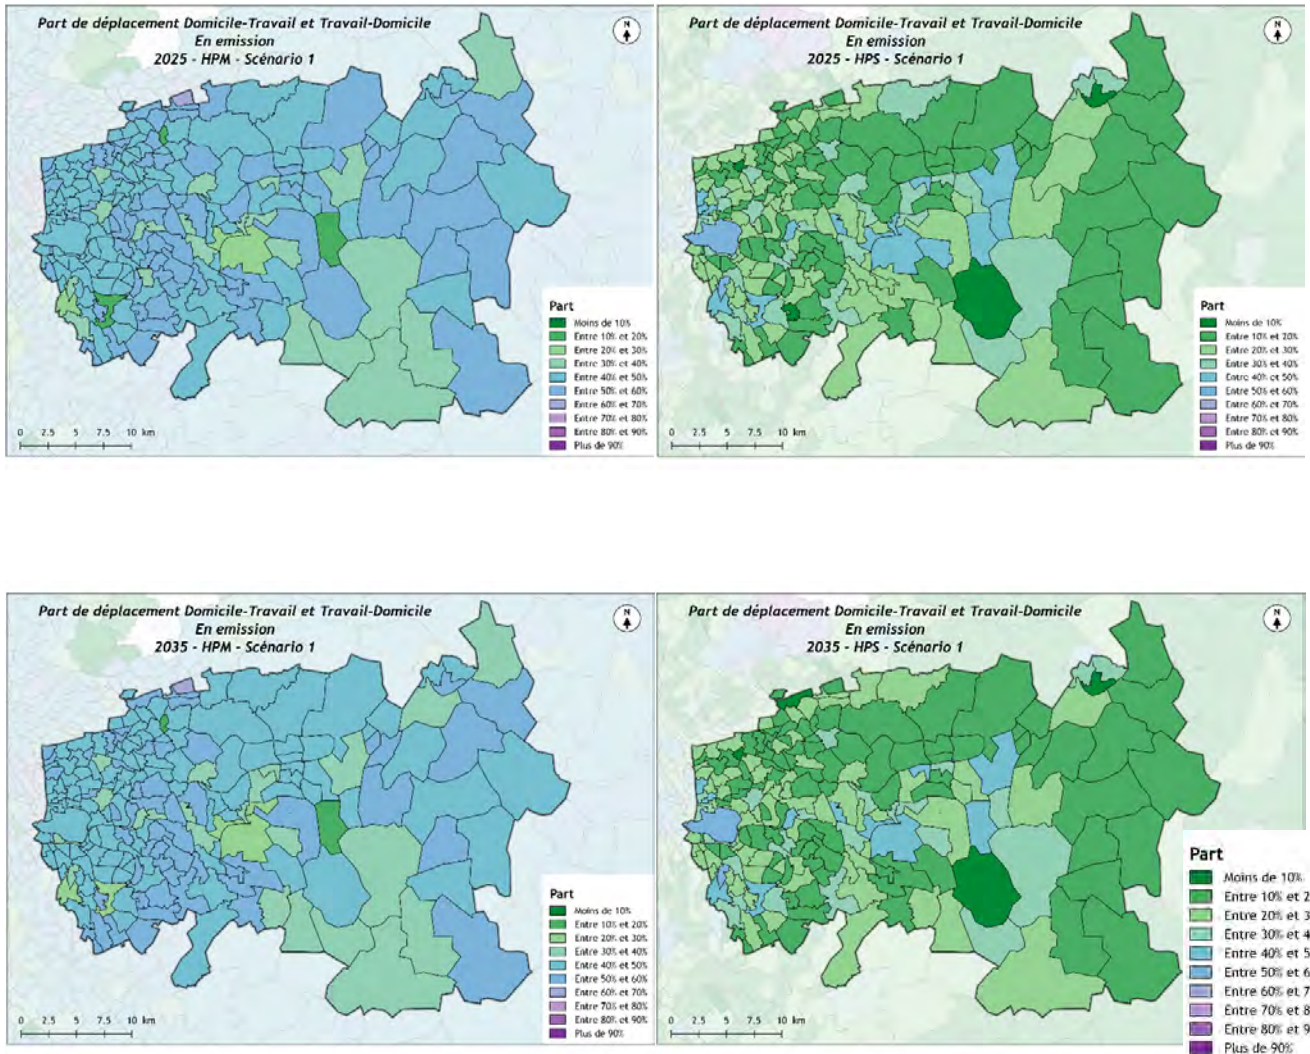 Part de déplacement Domicile-Travail et Travail-Domicile
En emission
2025 - HPM - Scénario 1
N
Part
Moins de 10%
Entre 10% et 20%
Entre 20% et 30%
Entre 30% et 40%
Entre 40% et 50%
Entre 50% et 60%
Entre 60% et 70%
Entre 70% et 80%
Entre 80% et 90%
Plus de 90%
0 2.5 5 7.5 10 km
Part de déplacement Domicile-Travail et Travail-Domicile
En emission
2025 - HPS - Scénario 1
N
Part
Moins de 10%
Entre 10% et 20%
Entre 20% et 30%
Entre 30% et 40%
Entre 40% et 50%
Entre 50% et 60%
Entre 60% et 70%
Entre 70% et 80%
Entre 80% et 90%
Plus de 90%
0 2.5 5 7.5 10 km
Part de déplacement Domicile-Travail et Travail-Domicile
En emission
2035 - HPM - Scénario 1
N
Part
Moins de 10%
Entre 10% et 20%
Entre 20% et 30%
Entre 30% et 40%
Entre 40% et 50%
Entre 50% et 60%
Entre 60% et 70%
Entre 70% et 80%
Entre 80% et 90%
Plus de 90%
0 2.5 5 7.5 10 km
Part de déplacement Domicile-Travail et Travail-Domicile
En emission
2035 - HPS - Scénario 1
N
Part
Moins de 10%
Entre 10% et 2
Entre 20% et 3
Entre 30% et 4
Entre 40% et 5
Entre 50% et 6
Entre 60% et 7
Entre 70% et 8
Entre 80% et 9
Plus de 90%
0 2.5 5 7.5 10 km